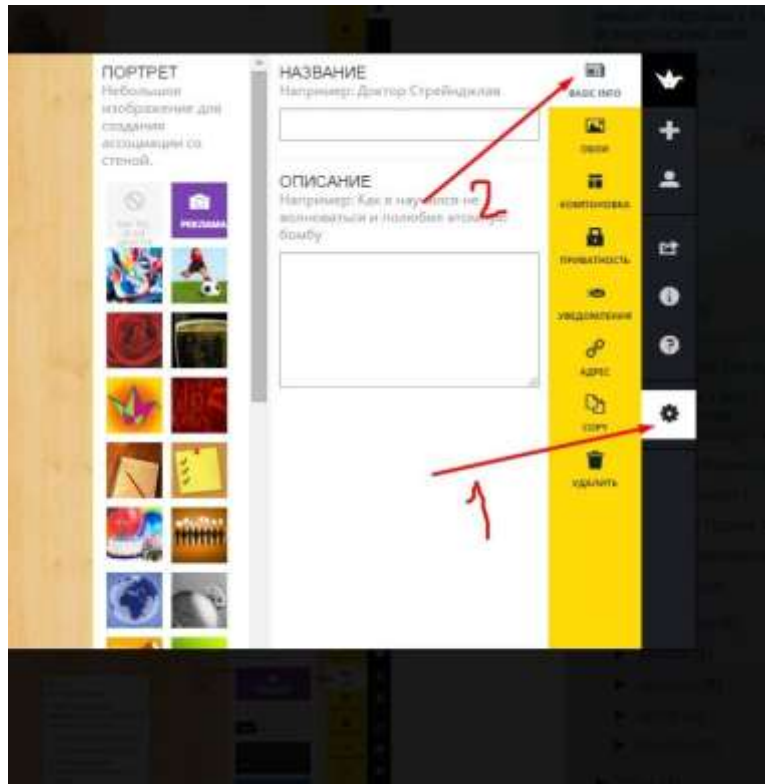 ПОРТРЕТ
Небольшое
изображение для
создания
ассоциации со
стеной.
РЕКЛАМА
НАЗВАНИЕ
Например: Доктор Стрейнджлав
ОПИСАНИЕ
Например: Как я научился не
волноваться и полюбил атомную
бомбу
BASIC INFO
ОБОИ
КОМПОНОВКА
ПРИВАТНОСТЬ
УВЕДОМЛЕНИЯ
АДРЕС
COPY
УДАЛИТЬ
2
1